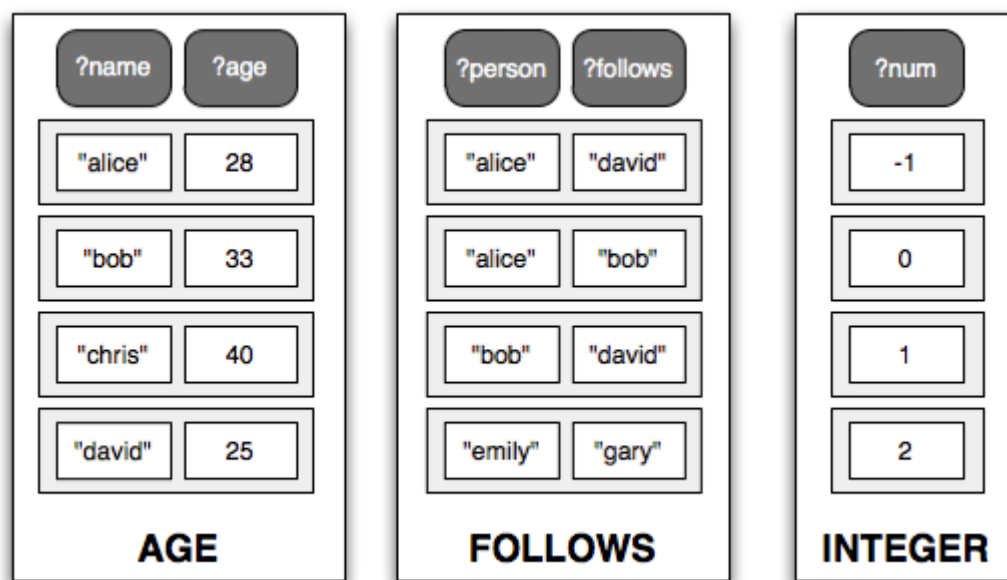 ?name ?age ?person ?follows ?num
"alice" 28 "alice" "david" -1
"bob" 33 "alice" "bob" 0
"chris" 40 "bob" "david" 1
"david" 25 "emily" "gary" 2
AGE FOLLOWS INTEGER